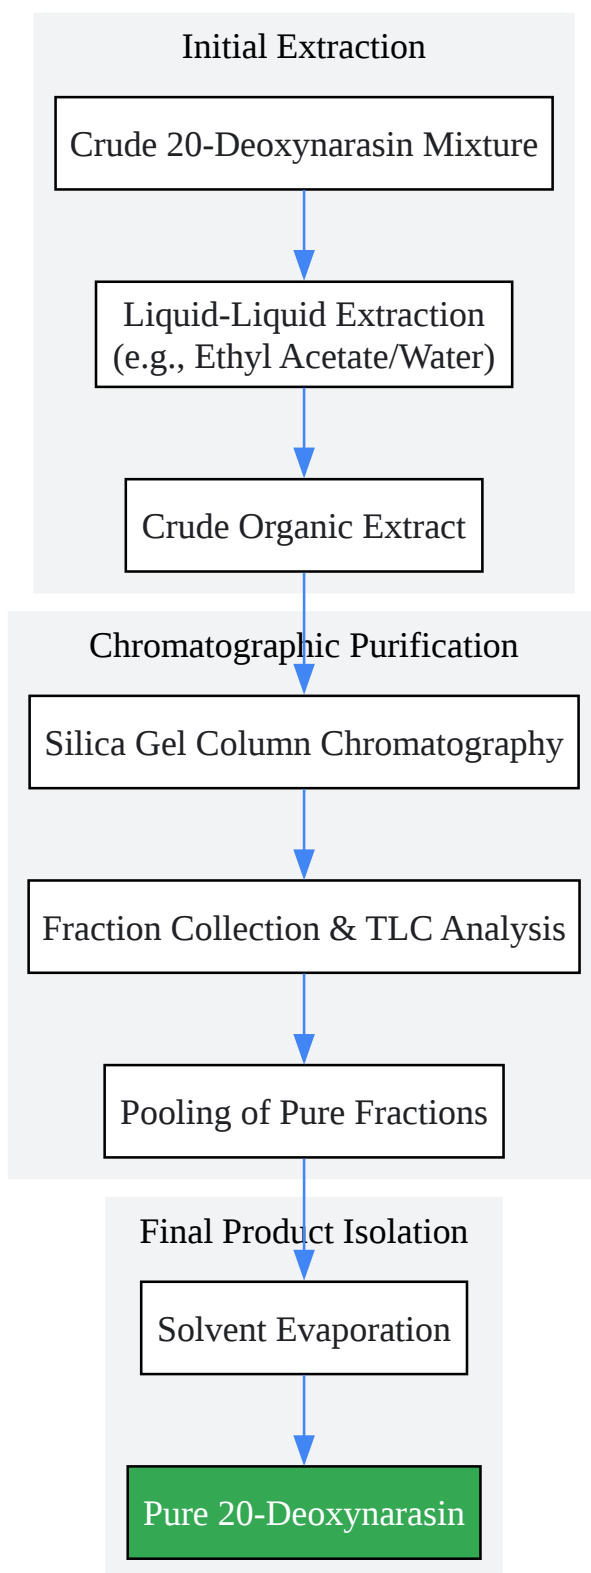 Initial Extraction
Crude 20-Deoxynarasin Mixture
Liquid-Liquid Extraction
(e.g., Ethyl Acetate/Water)
Crude Organic Extract
Chromatographic Purification
Silica Gel Column Chromatography
Fraction Collection & TLC Analysis
Pooling of Pure Fractions
Final Product Isolation
Solvent Evaporation
Pure 20-Deoxynarasin